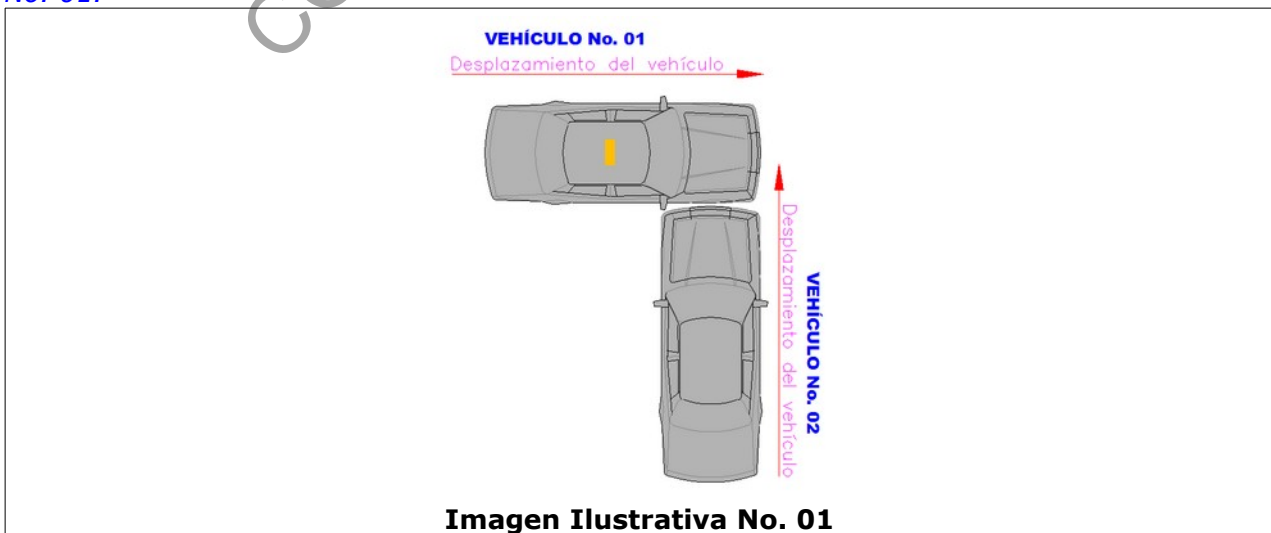 VEHÍCULO No. 01
Desplazamiento del vehículo
Desplazamiento del vehículo
VEHÍCULO No. 02
Imagen Ilustrativa No. 01